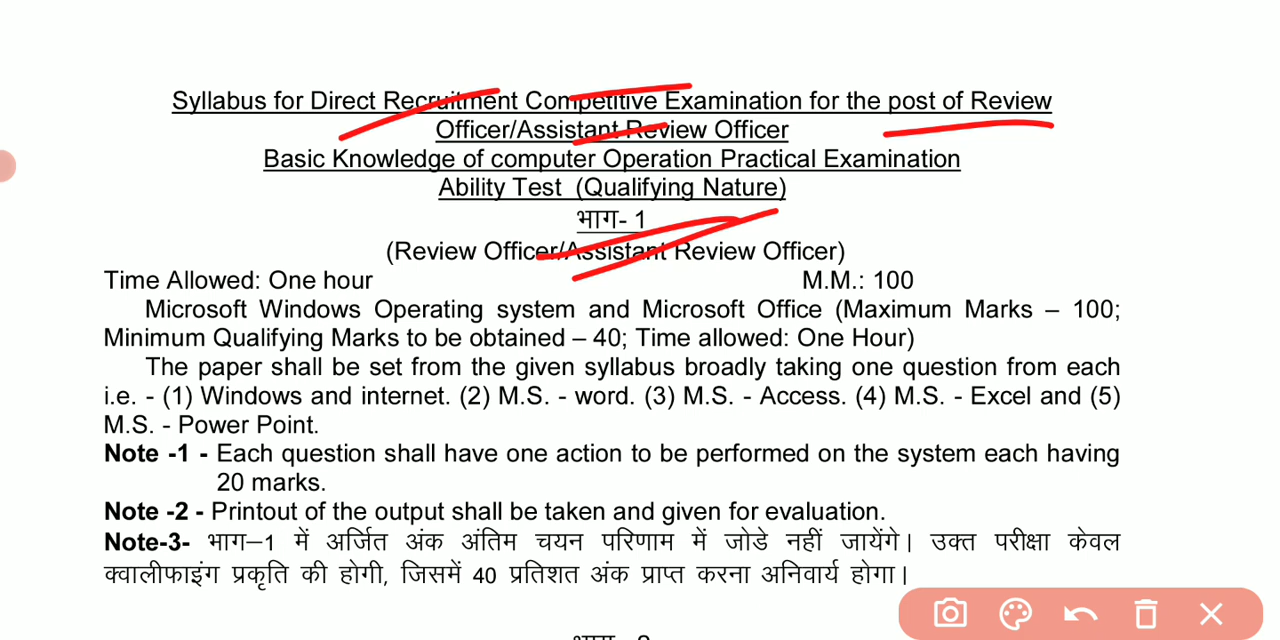 Syllabus for Direct Recruitment Competitive Examination for the post of Review
Officer/Assistant Review Officer
Basic Knowledge of computer Operation Practical Examination
Ability Test (Qualifying Nature)
भाग- 1
(Review Officer/Assistant Review Officer)
Time Allowed: One hour M.M.: 100
Microsoft Windows Operating system and Microsoft Office (Maximum Marks – 100;
Minimum Qualifying Marks to be obtained – 40; Time allowed: One Hour)
The paper shall be set from the given syllabus broadly taking one question from each
i.e. - (1) Windows and internet. (2) M.S. - word. (3) M.S. - Access. (4) M.S. - Excel and (5)
M.S. - Power Point.
Note -1 - Each question shall have one action to be performed on the system each having
20 marks.
Note -2 - Printout of the output shall be taken and given for evaluation.
Note-3- भाग–1 में अर्जित अंक अंतिम चयन परिणाम में जोडे नहीं जायेंगे। उक्त परीक्षा केवल
क्वालीफाइंग प्रकृति की होगी, जिसमें 40 प्रतिशत अंक प्राप्त करना अनिवार्य होगा।